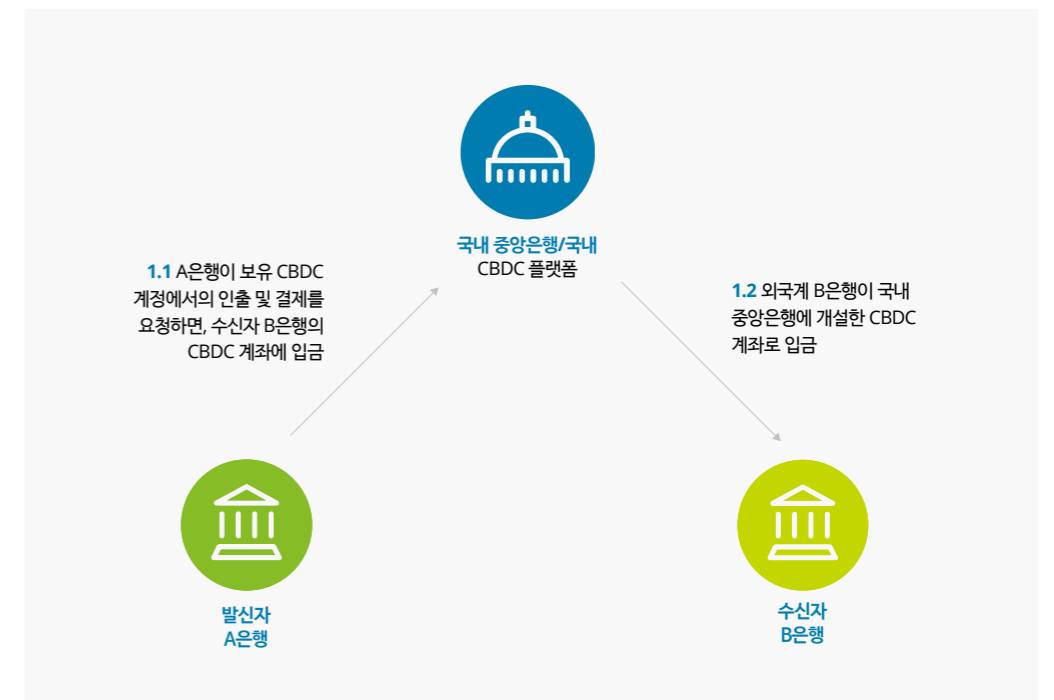 국내 중앙은행/국내
CBDC 플랫폼
1.1 A은행이 보유 CBDC
계정에서의 인출 및 결제를
요청하면, 수신자 B은행의
CBDC 계좌에 입금
1.2 외국계 B은행이 국내
중앙은행에 개설한 CBDC
계좌로 입금
발신자
A은행
수신자
B은행